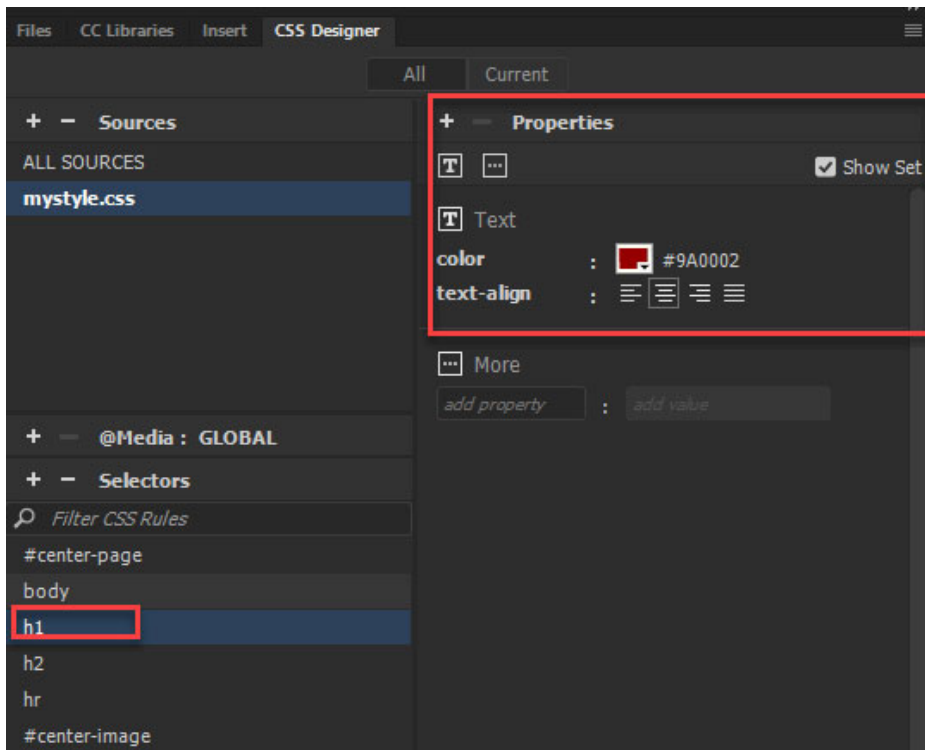 Files CC Libraries Insert CSS Designer
All Current
+ − Sources
ALL SOURCES
mystyle.css
+ − @Media : GLOBAL
+ − Selectors
Filter CSS Rules
#center-page
body
h1
h2
hr
#center-image
+ − Properties
T ... Show Set
T Text
color : #9A0002
text-align :
... More
add property : add value